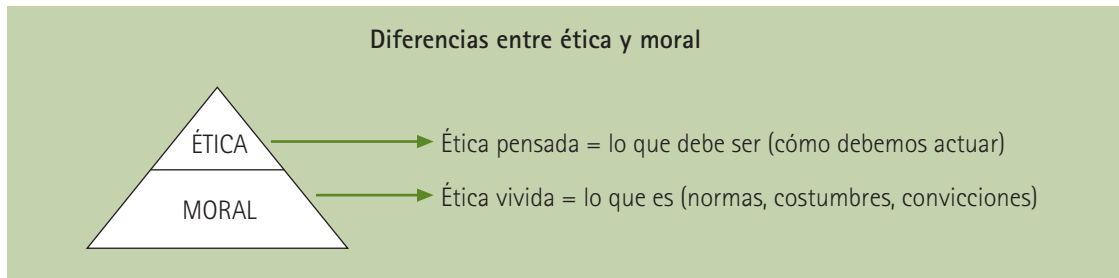 Diferencias entre ética y moral
ÉTICA
Ética pensada = lo que debe ser (cómo debemos actuar)
MORAL
Ética vivida = lo que es (normas, costumbres, convicciones)